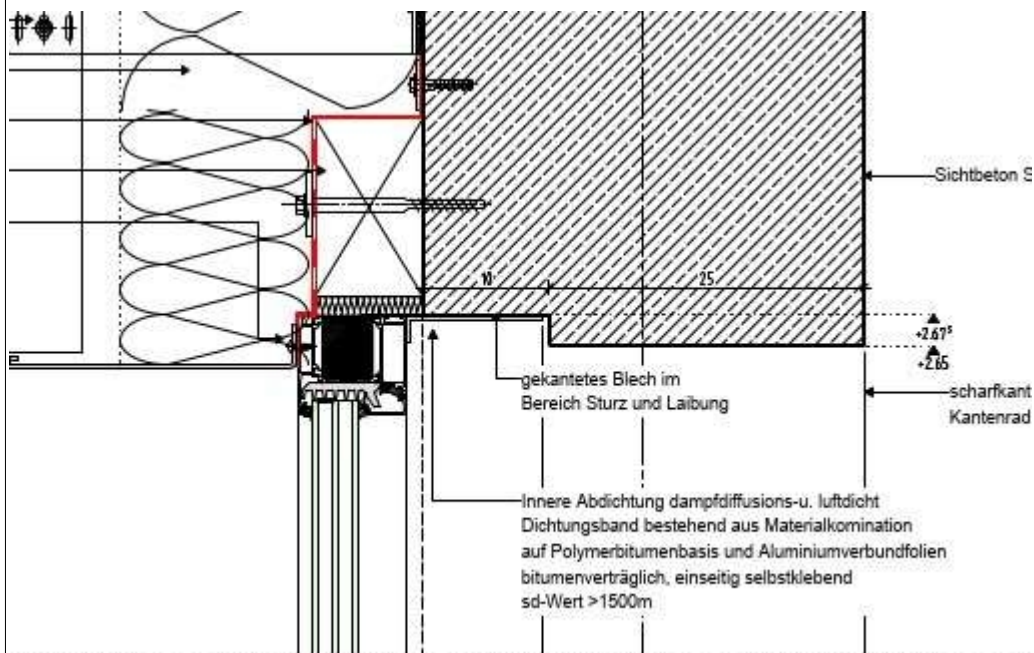 Sichtbeton S
10
25
+2.67⁵
+2.65
gekantetes Blech im
Bereich Sturz und Laibung
scharfkant
Kantenrad
Innere Abdichtung dampfdiffusions-u. luftdicht
Dichtungsband bestehend aus Materialkomination
auf Polymerbitumenbasis und Aluminiumverbundfolien
bitumenverträglich, einseitig selbstklebend
sd-Wert >1500m